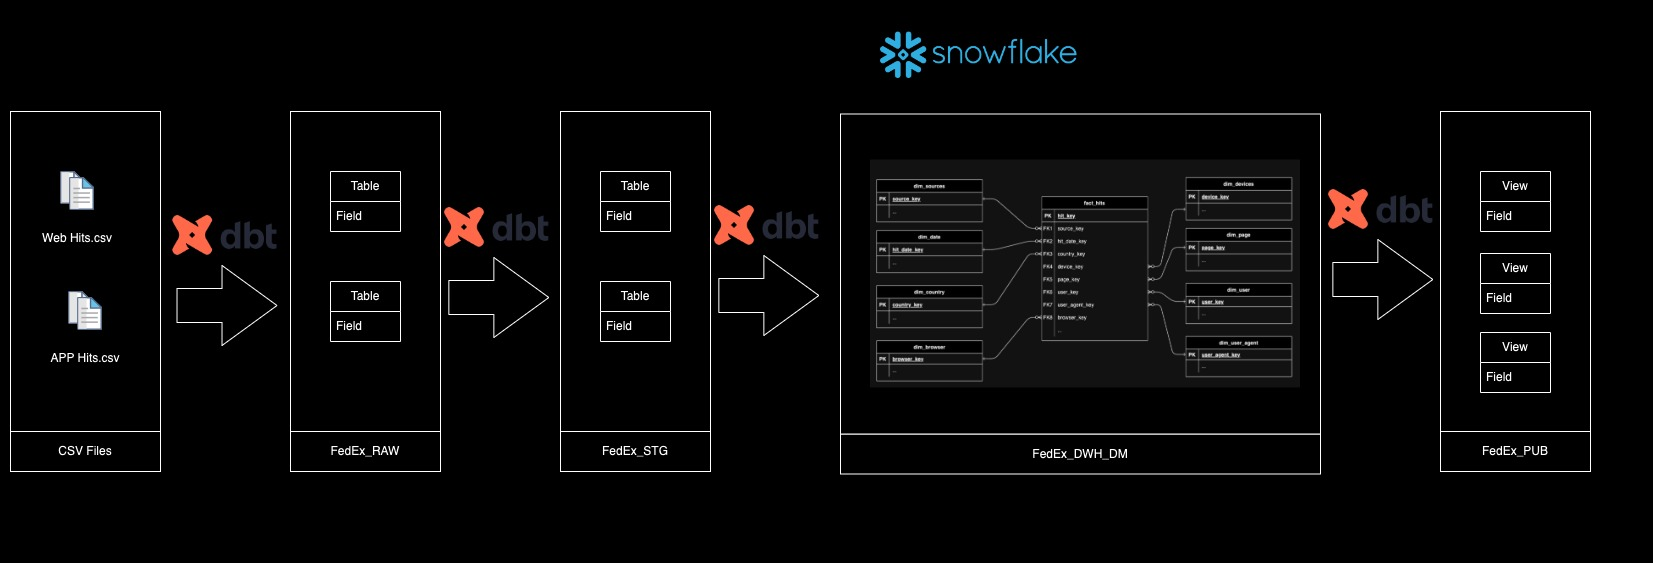 snowflake
Web Hits.csv
APP Hits.csv
CSV Files
dbt
Table
Field
Table
Field
FedEx_RAW
dbt
Table
Field
Table
Field
FedEx_STG
dbt
dim_sources
PK source_key
...
dim_date
PK hit_date_key
...
dim_country
PK country_key
...
dim_browser
PK browser_key
...
fact_hits
PK hit_key
FK1 source_key
FK2 hit_date_key
FK3 country_key
FK4 device_key
FK5 page_key
FK6 user_key
FK7 user_agent_key
FK8 browser_key
...
dim_devices
PK device_key
...
dim_page
PK page_key
...
dim_user
PK user_key
...
dim_user_agent
PK user_agent_key
...
FedEx_DWH_DM
dbt
View
Field
View
Field
View
Field
FedEx_PUB